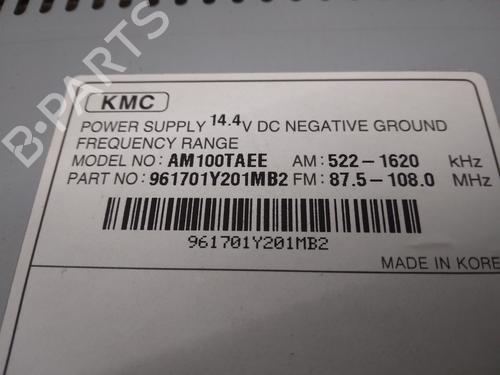 B-PARTS
KMC
POWER SUPPLY 14.4V DC NEGATIVE GROUND
FREQUENCY RANGE
MODEL NO: AM100TAEE AM: 522-1620 kHz
PART NO: 961701Y201MB2 FM: 87.5-108.0 MHz
961701Y201MB2
MADE IN KORE